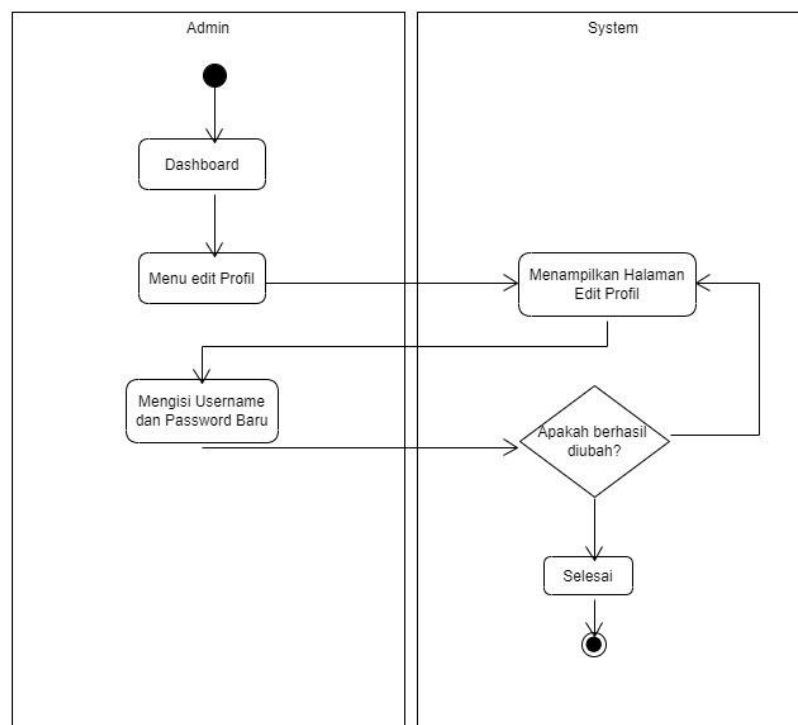 Admin
System
Dashboard
Menu edit Profil
Menampilkan Halaman
Edit Profil
Mengisi Username
dan Password Baru
Apakah berhasil
diubah?
Selesai